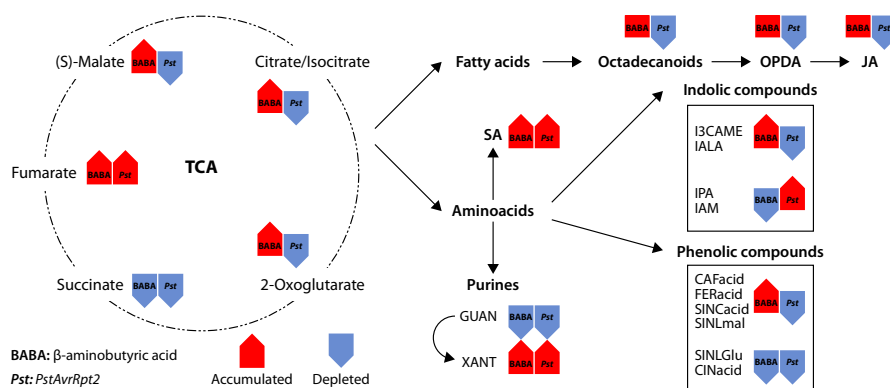 (S)-Malate
BABA
Pst
Citrate/Isocitrate
BABA
Pst
Fumarate
BABA
Pst
TCA
Succinate
BABA
Pst
BABA
Pst
2-Oxoglutarate
BABA: β-aminobutyric acid
Pst: PstAvrRpt2
Accumulated
Depleted
Fatty acids
Octadecanoids
BABA
Pst
OPDA
BABA
Pst
JA
BABA
Pst
SA
BABA
Pst
Aminoacids
Purines
GUAN
BABA
Pst
XANT
BABA
Pst
Indolic compounds
I3CAME
IALA
BABA
Pst
IPA
IAM
BABA
Pst
Phenolic compounds
CAFacid
FERacid
SINCacid
SINLmal
BABA
Pst
SINLGlu
CINacid
BABA
Pst